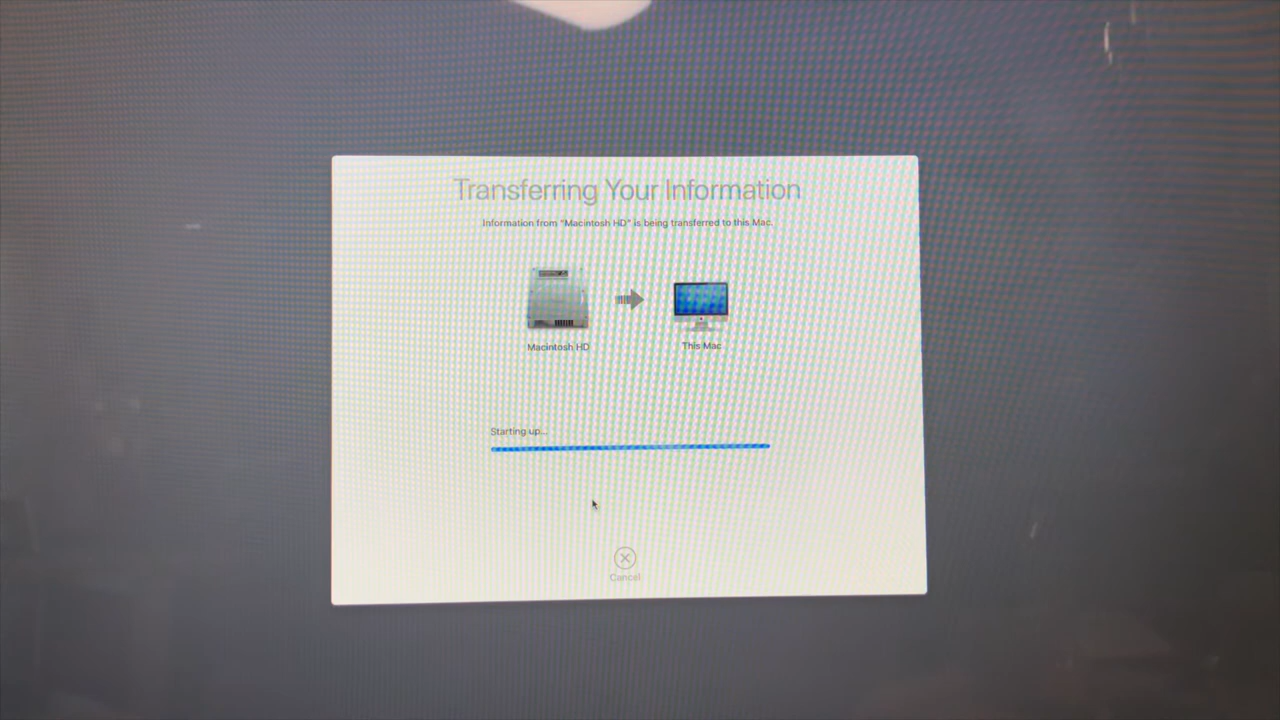 Transferring Your Information
Information from "Macintosh HD" is being transferred to this Mac.
Macintosh HD
This Mac
Starting up...
Cancel